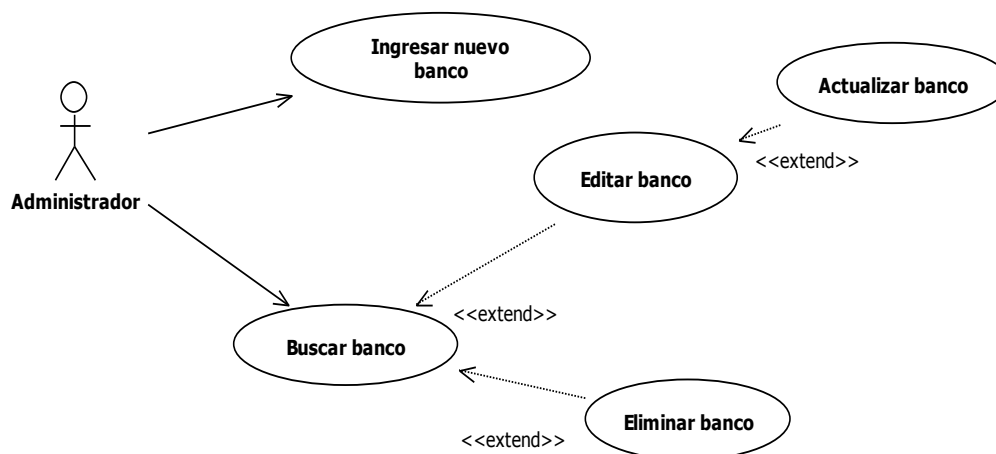 Ingresar nuevo
banco
Actualizar banco
<<extend>>
Editar banco
Administrador
<<extend>>
Buscar banco
Eliminar banco
<<extend>>